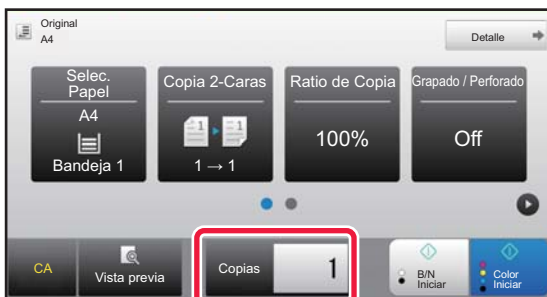 Original
A4
Detalle
Selec.
Papel
A4
Bandeja 1
Copia 2-Caras
1 → 1
Ratio de Copia
100%
Grapado / Perforado
Off
CA
Vista previa
Copias
1
B/N
Iniciar
Color
Iniciar